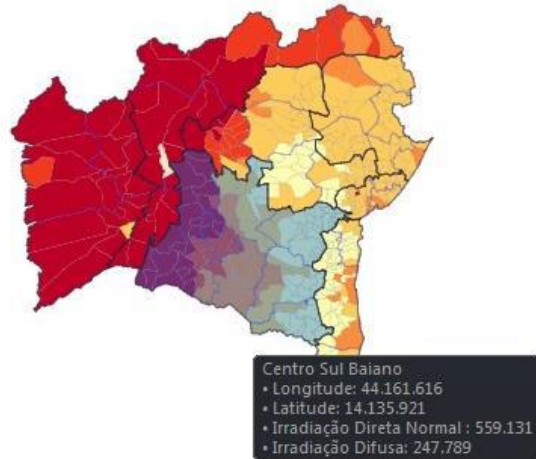 Centro Sul Baiano
• Longitude: 44.161.616
• Latitude: 14.135.921
• Irradiação Direta Normal : 559.131
• Irradiação Difusa: 247.789